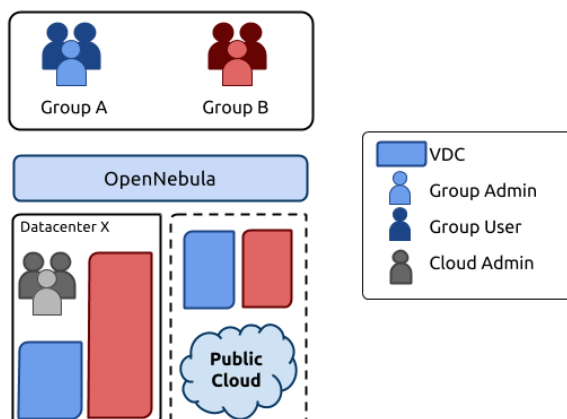 Group A
Group B
OpenNebula
Datacenter X
Public
Cloud
VDC
Group Admin
Group User
Cloud Admin